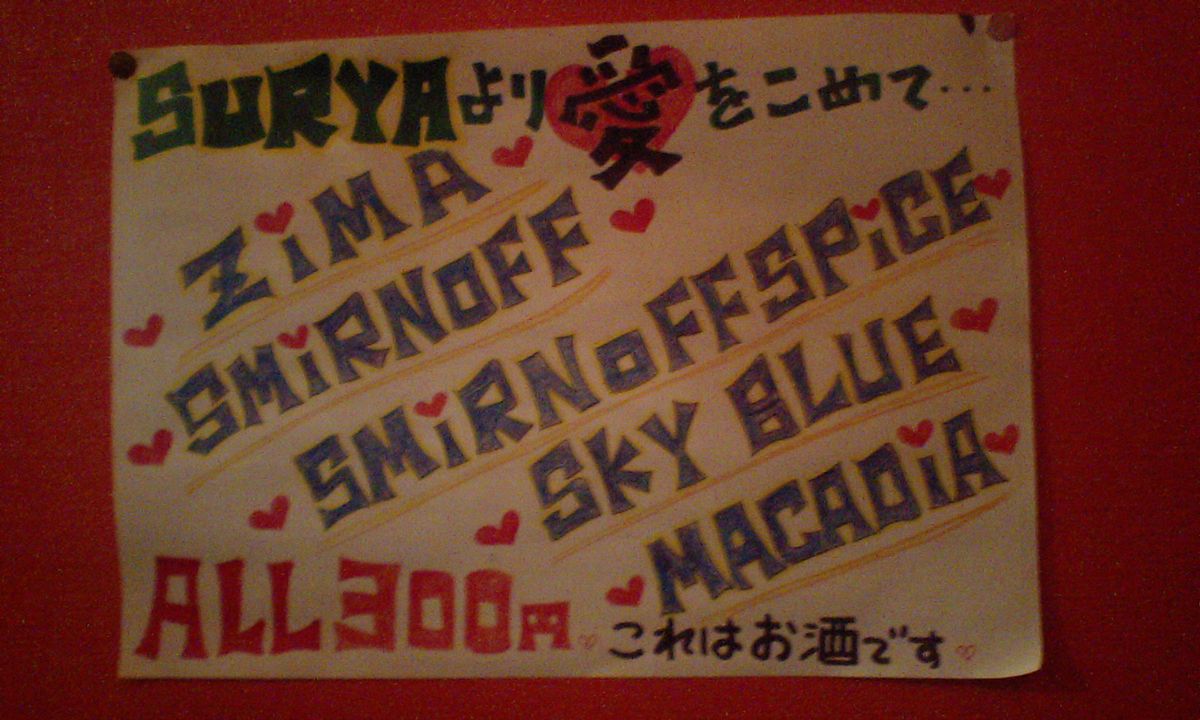 SURYAより愛をこめて…
ZiMA
SMiRNOFF
SMiRNOFFSPiCE
SKY BLUE
MACADiA
ALL300円
これはお酒です